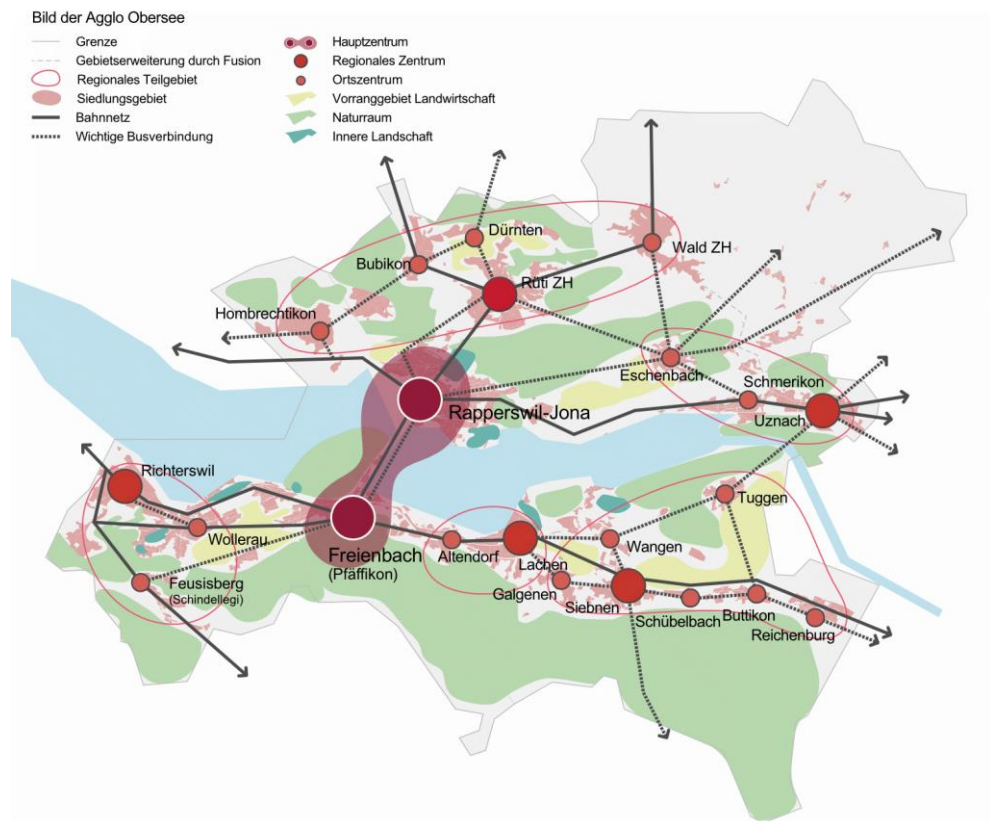 Bild der Agglo Obersee
Grenze
Gebietserweiterung durch Fusion
Regionales Teilgebiet
Siedlungsgebiet
Bahnnetz
Wichtige Busverbindung
Hauptzentrum
Regionales Zentrum
Ortszentrum
Vorranggebiet Landwirtschaft
Naturraum
Innere Landschaft
Dürnten
Wald ZH
Bubikon
Rüti ZH
Hombrechtikon
Eschenbach
Schmerikon
Rapperswil-Jona
Uznach
Richterswil
Tuggen
Wollerau
Wangen
Freienbach
(Pfäffikon)
Altendorf
Lachen
Feusisberg
(Schindellegi)
Galgenen
Siebnen
Schübelbach
Buttikon
Reichenburg